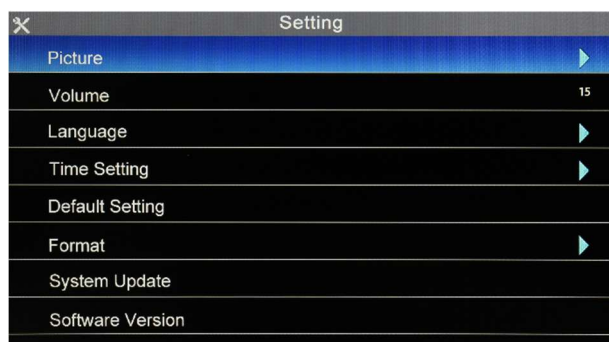 Setting
Picture
Volume 15
Language
Time Setting
Default Setting
Format
System Update
Software Version